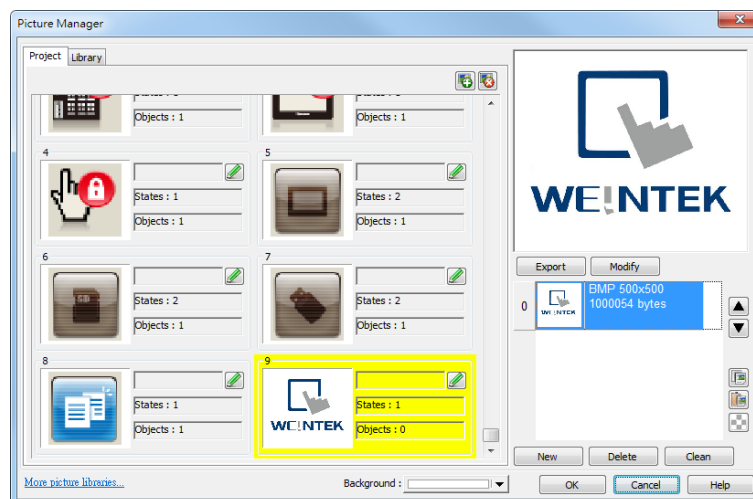 Picture Manager
Project
Library
Objects : 1
Objects : 1
4
States : 1
Objects : 1
5
States : 2
Objects : 1
6
SD
States : 2
Objects : 1
7
States : 2
Objects : 1
8
States : 1
Objects : 1
9
WE!NTEK
States : 1
Objects : 0
WE!NTEK
Export
Modify
0
WE!NTEK
BMP 500x500
1000054 bytes
New
Delete
Clean
More picture libraries...
Background :
OK
Cancel
Help